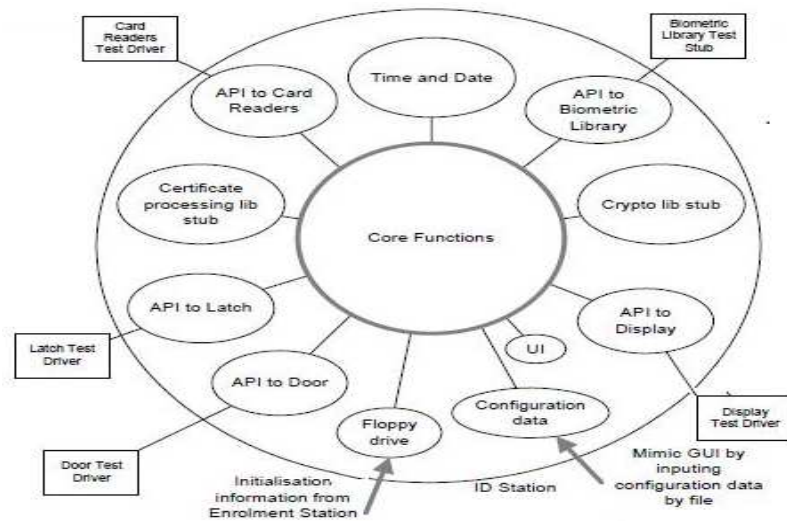 Card
Readers
Test Driver
Biometric
Library Test
Stub
Time and Date
API to Card
Readers
API to
Biometric
Library
Certificate
processing lib
stub
Crypto lib stub
Core Functions
API to Latch
API to
Display
UI
Latch Test
Driver
API to Door
Configuration
data
Floppy
drive
Display
Test Driver
Door Test
Driver
Initialisation
information from
Enrolment Station
ID Station
Mimic GUI by
inputing
configuration data
by file